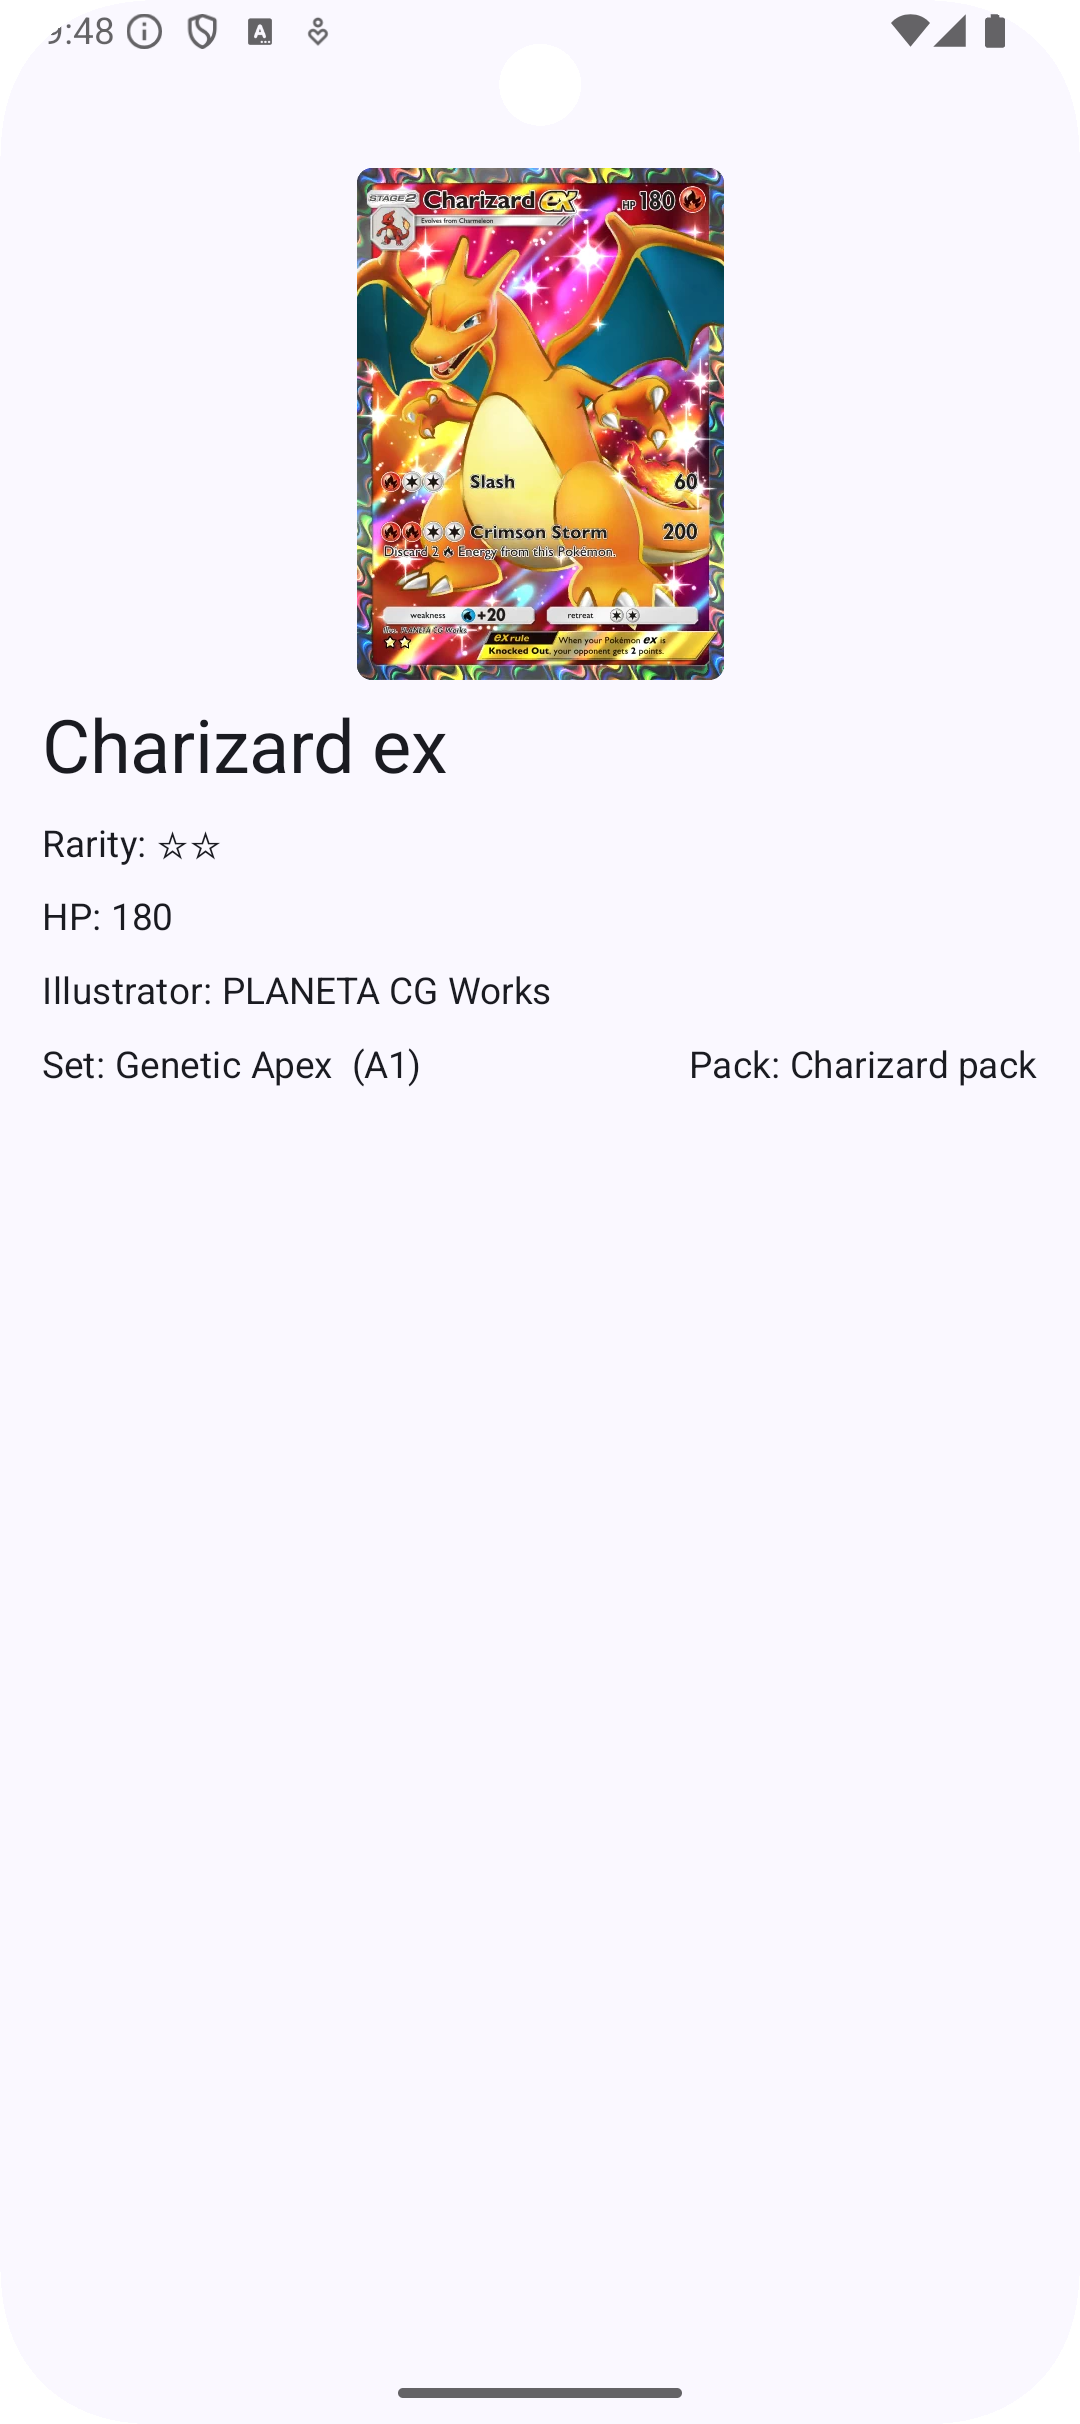 :48
STAGE 2 Charizard ex HP 180
Evolves from Charmeleon
Slash 60
Crimson Storm 200
Discard 2 Energy from this Pokémon.
weakness +20 retreat
Illus. PLANETA CG Works
ex rule When your Pokémon ex is
Knocked Out, your opponent gets 2 points.
Charizard ex
Rarity: ☆☆
HP: 180
Illustrator: PLANETA CG Works
Set: Genetic Apex (A1) Pack: Charizard pack